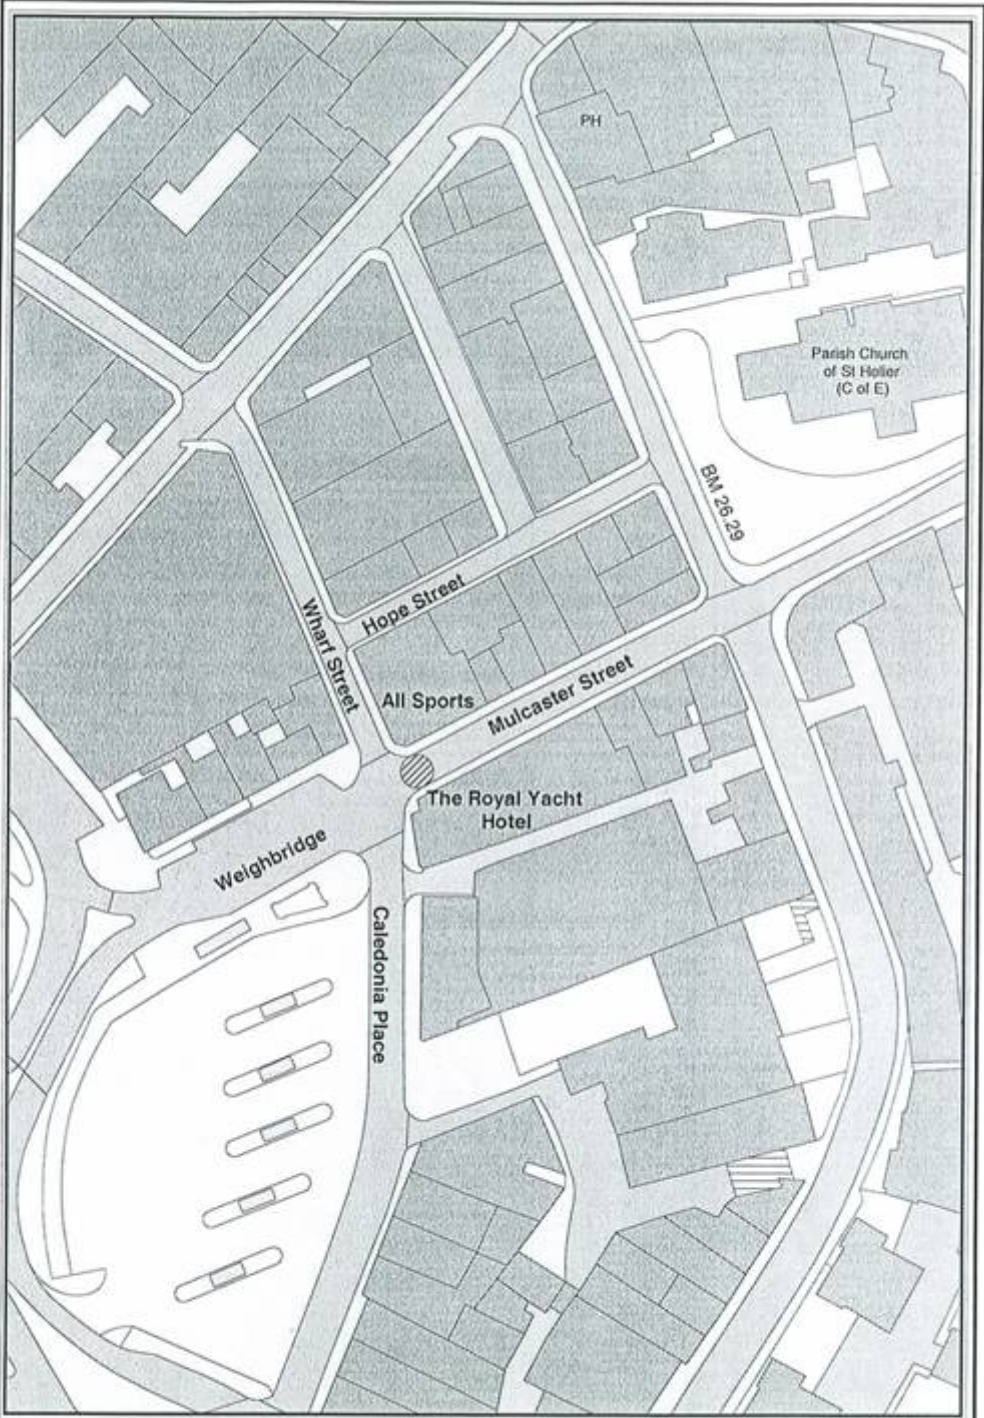 PH
Parish Church
of St Helier
(C of E)
BM 26.29
Hope Street
Wharf Street
All Sports
Mulcaster Street
The Royal Yacht
Hotel
Weighbridge
Caledonia Place